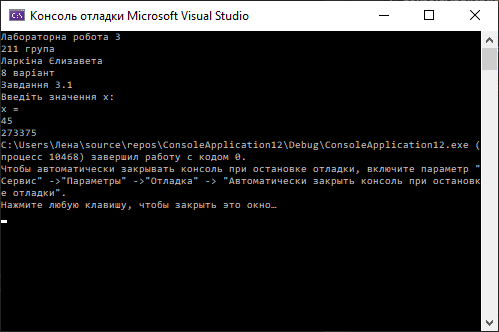 Консоль отладки Microsoft Visual Studio
Лабораторна робота 3
211 група
Ларкіна Єлизавета
8 варіант
Завдання 3.1
Введіть значення х:
х =
45
273375
C:\Users\Лена\source\repos\ConsoleApplication12\Debug\ConsoleApplication12.exe (
процесс 10468) завершил работу с кодом 0.
Чтобы автоматически закрывать консоль при остановке отладки, включите параметр "
Сервис" ->"Параметры" ->"Отладка" -> "Автоматически закрыть консоль при остановк
е отладки".
Нажмите любую клавишу, чтобы закрыть это окно…